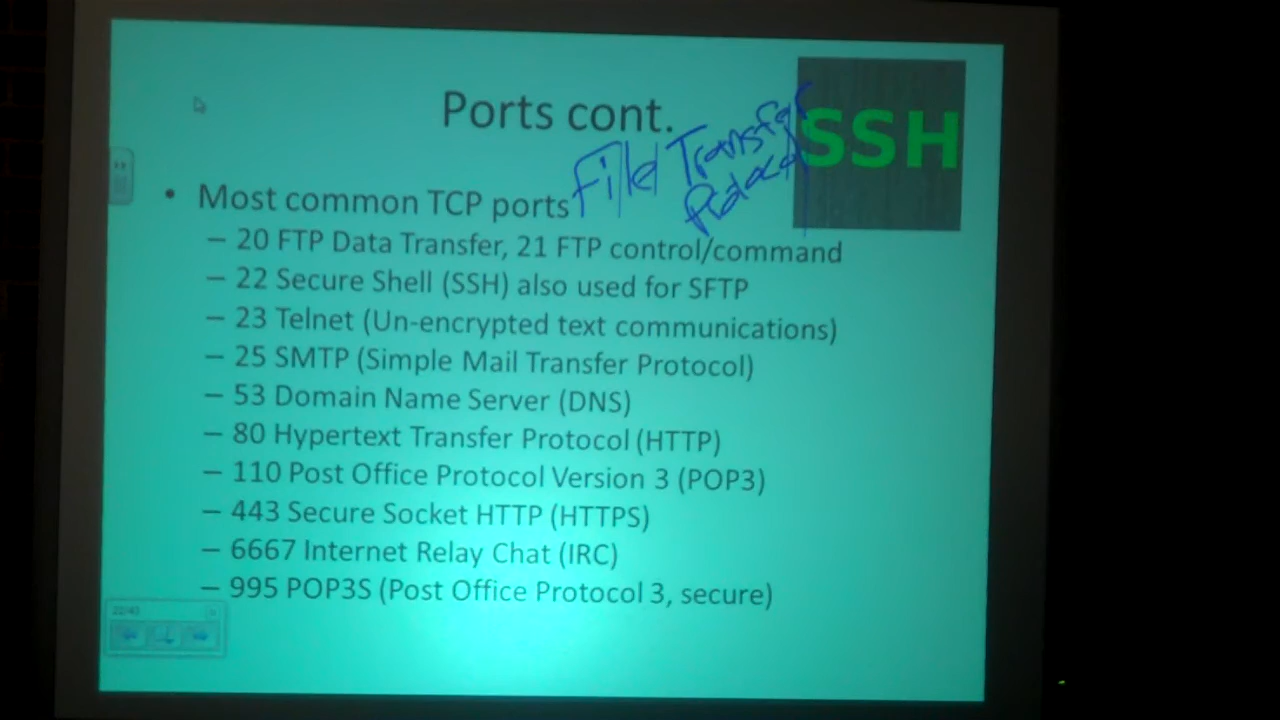 Ports cont.
SSH
File Transfer
Protocol
• Most common TCP ports
– 20 FTP Data Transfer, 21 FTP control/command
– 22 Secure Shell (SSH) also used for SFTP
– 23 Telnet (Un-encrypted text communications)
– 25 SMTP (Simple Mail Transfer Protocol)
– 53 Domain Name Server (DNS)
– 80 Hypertext Transfer Protocol (HTTP)
– 110 Post Office Protocol Version 3 (POP3)
– 443 Secure Socket HTTP (HTTPS)
– 6667 Internet Relay Chat (IRC)
– 995 POP3S (Post Office Protocol 3, secure)